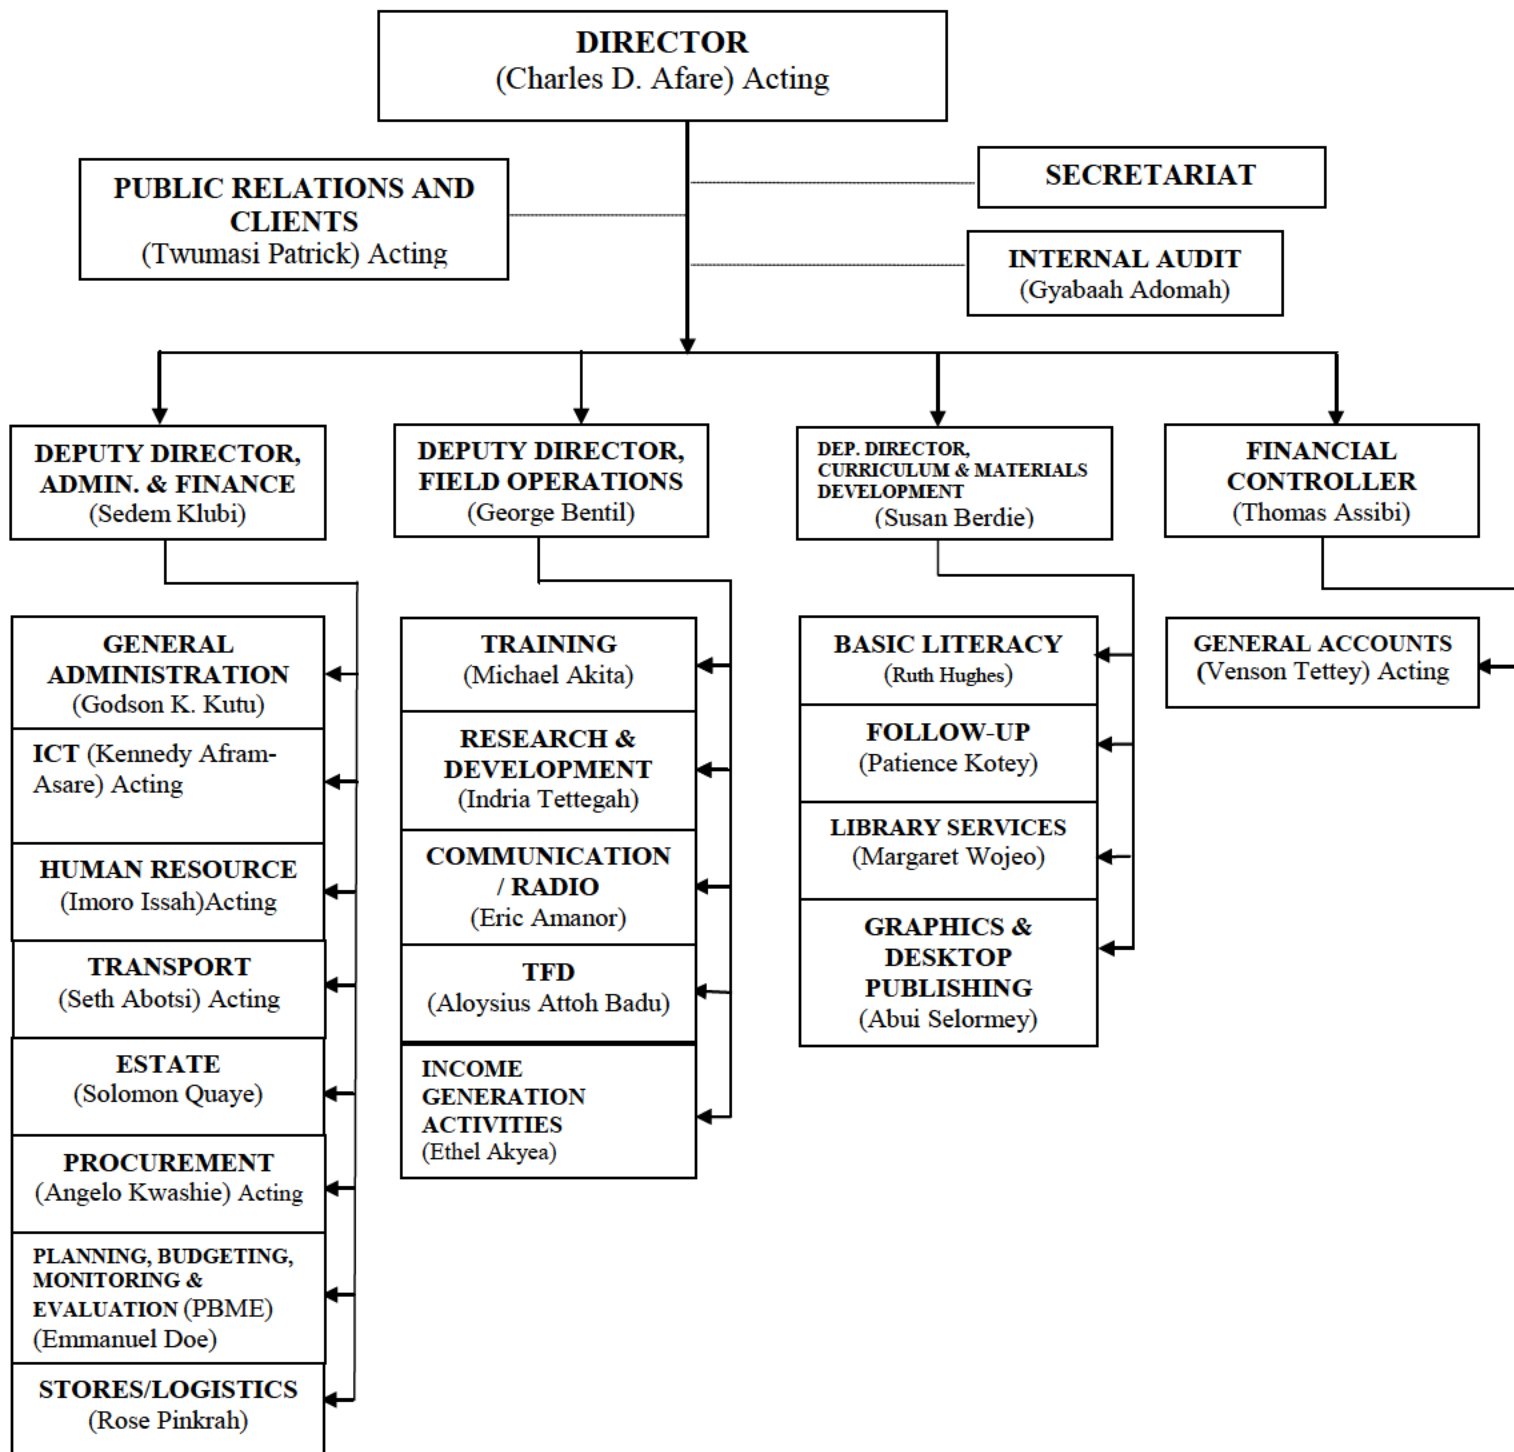 DIRECTOR
(Charles D. Afare) Acting
PUBLIC RELATIONS AND
CLIENTS
(Twumasi Patrick) Acting
SECRETARIAT
INTERNAL AUDIT
(Gyabaah Adomah)
DEPUTY DIRECTOR,
ADMIN. & FINANCE
(Sedem Klubi)
DEPUTY DIRECTOR,
FIELD OPERATIONS
(George Bentil)
DEP. DIRECTOR,
CURRICULUM & MATERIALS
DEVELOPMENT
(Susan Berdie)
FINANCIAL
CONTROLLER
(Thomas Assibi)
GENERAL
ADMINISTRATION
(Godson K. Kutu)
ICT (Kennedy Afram-
Asare) Acting
HUMAN RESOURCE
(Imoro Issah)Acting
TRANSPORT
(Seth Abotsi) Acting
ESTATE
(Solomon Quaye)
PROCUREMENT
(Angelo Kwashie) Acting
PLANNING, BUDGETING,
MONITORING &
EVALUATION (PBME)
(Emmanuel Doe)
STORES/LOGISTICS
(Rose Pinkrah)
TRAINING
(Michael Akita)
RESEARCH &
DEVELOPMENT
(Indria Tettegah)
COMMUNICATION
/ RADIO
(Eric Amanor)
TFD
(Aloysius Attoh Badu)
INCOME
GENERATION
ACTIVITIES
(Ethel Akyea)
BASIC LITERACY
(Ruth Hughes)
FOLLOW-UP
(Patience Kotey)
LIBRARY SERVICES
(Margaret Wojeo)
GRAPHICS &
DESKTOP
PUBLISHING
(Abui Selormey)
GENERAL ACCOUNTS
(Venson Tettey) Acting